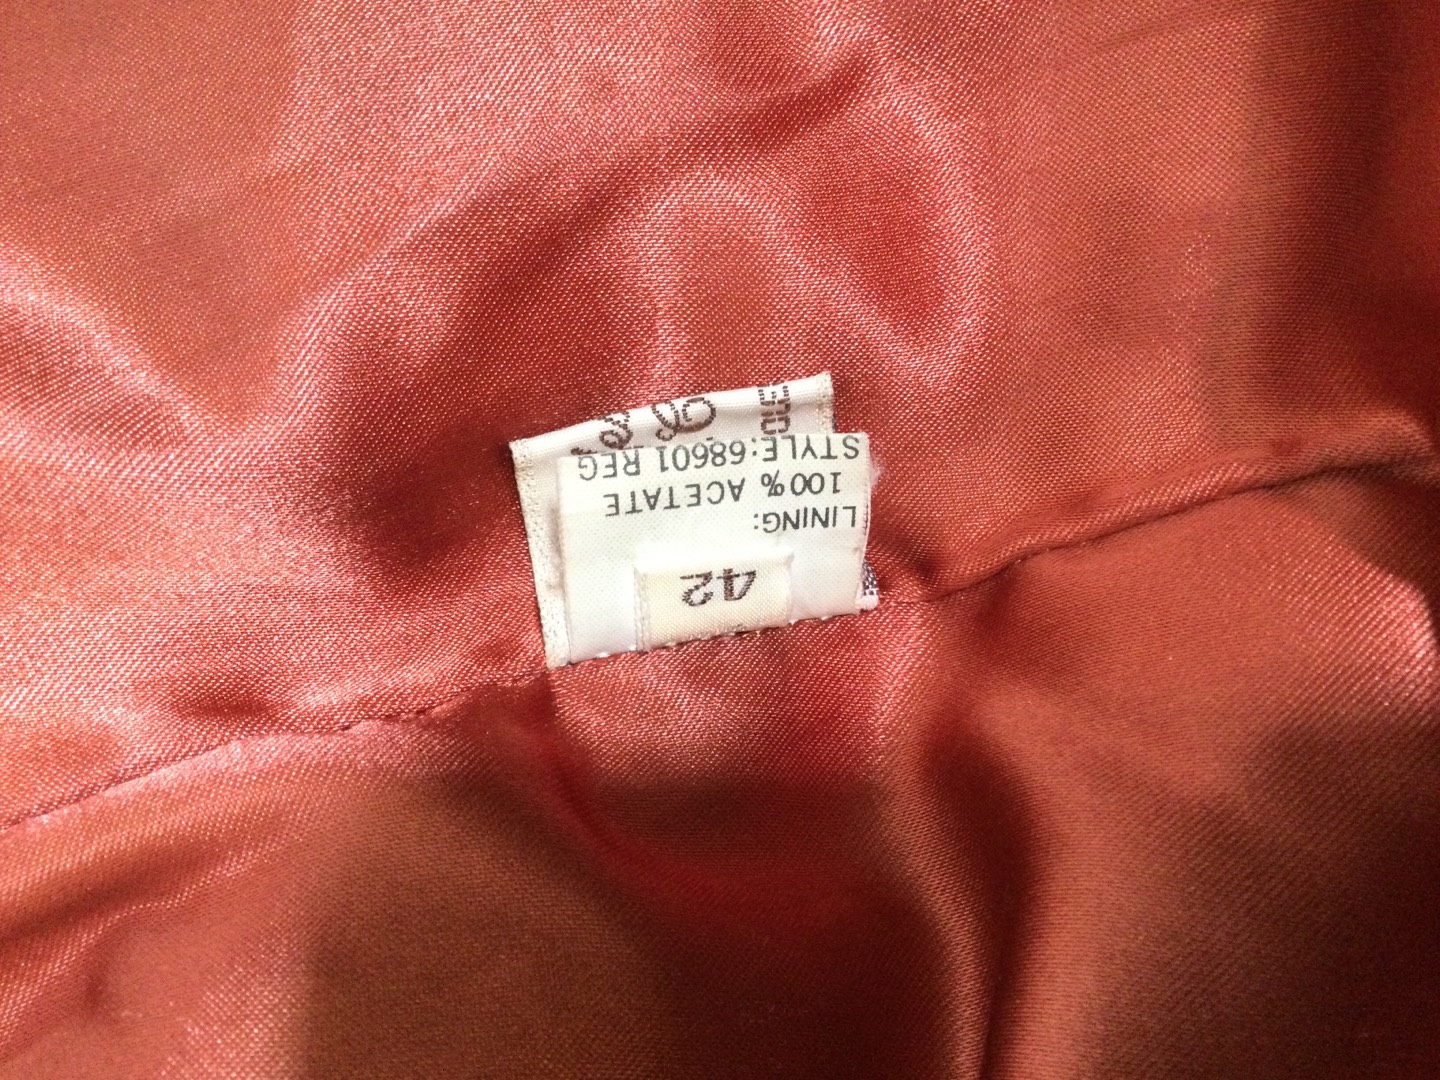 42
LINING:
100% ACETATE
STYLE:68601 REG